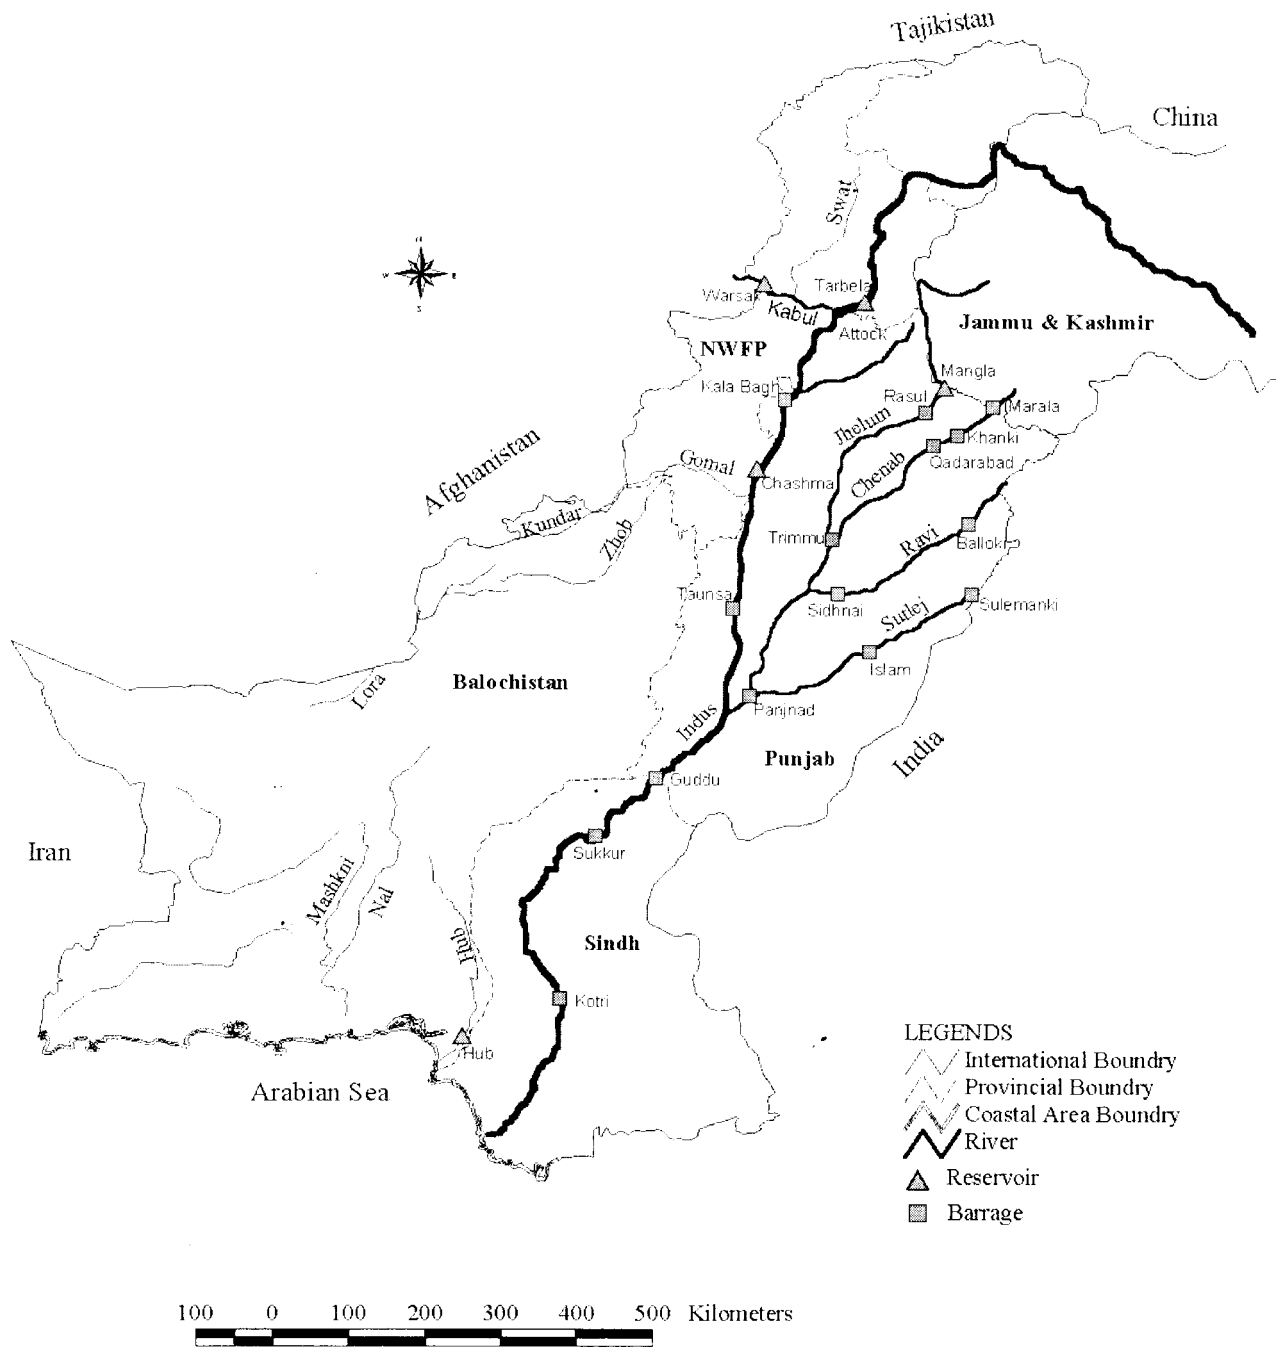 Tajikistan
China
Swat
N
W
E
S
Warsak
Tarbela
Kabul
Attock
Jammu & Kashmir
NWFP
Kala Bagh
Mangla
Rasul
Marala
Jhelum
Khanki
Qadarabad
Chenab
Afghanistan
Gomal
Chashma
Kundar
Zhob
Trimmu
Ravi
Balloki
Taunsa
Sidhnai
Sutlej
Sulemanki
Islam
Balochistan
Lora
Indus
Panjnad
Punjab
India
Guddu
Iran
Sukkur
Mashkni
Nal
Hub
Sindh
Kotri
Hub
Arabian Sea
LEGENDS
International Boundry
Provincial Boundry
Coastal Area Boundry
River
Reservoir
Barrage
100 0 100 200 300 400 500 Kilometers